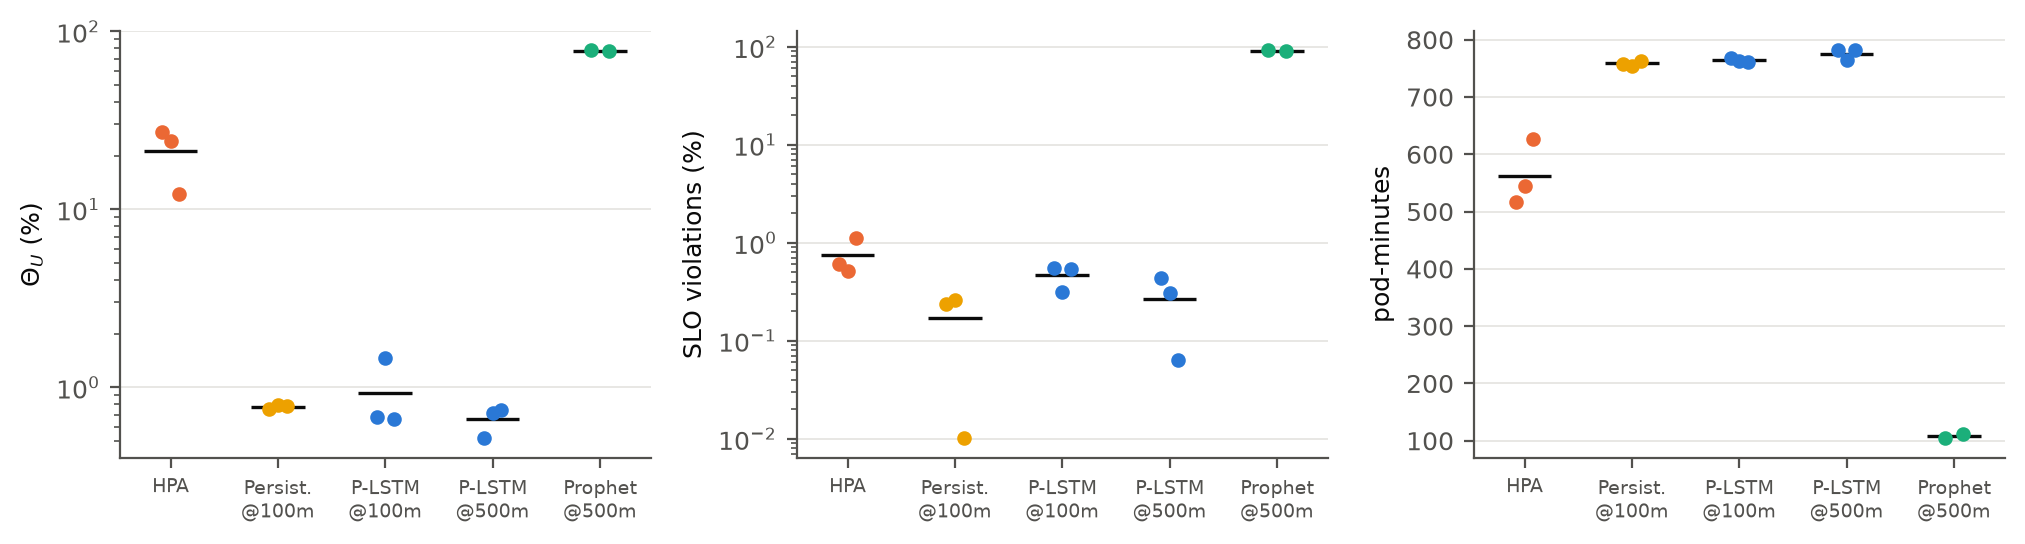 Θ_U (%)
10²
10¹
10⁰
HPA
Persist.
@100m
P-LSTM
@100m
P-LSTM
@500m
Prophet
@500m
SLO violations (%)
10²
10¹
10⁰
10⁻¹
10⁻²
HPA
Persist.
@100m
P-LSTM
@100m
P-LSTM
@500m
Prophet
@500m
pod-minutes
800
700
600
500
400
300
200
100
HPA
Persist.
@100m
P-LSTM
@100m
P-LSTM
@500m
Prophet
@500m